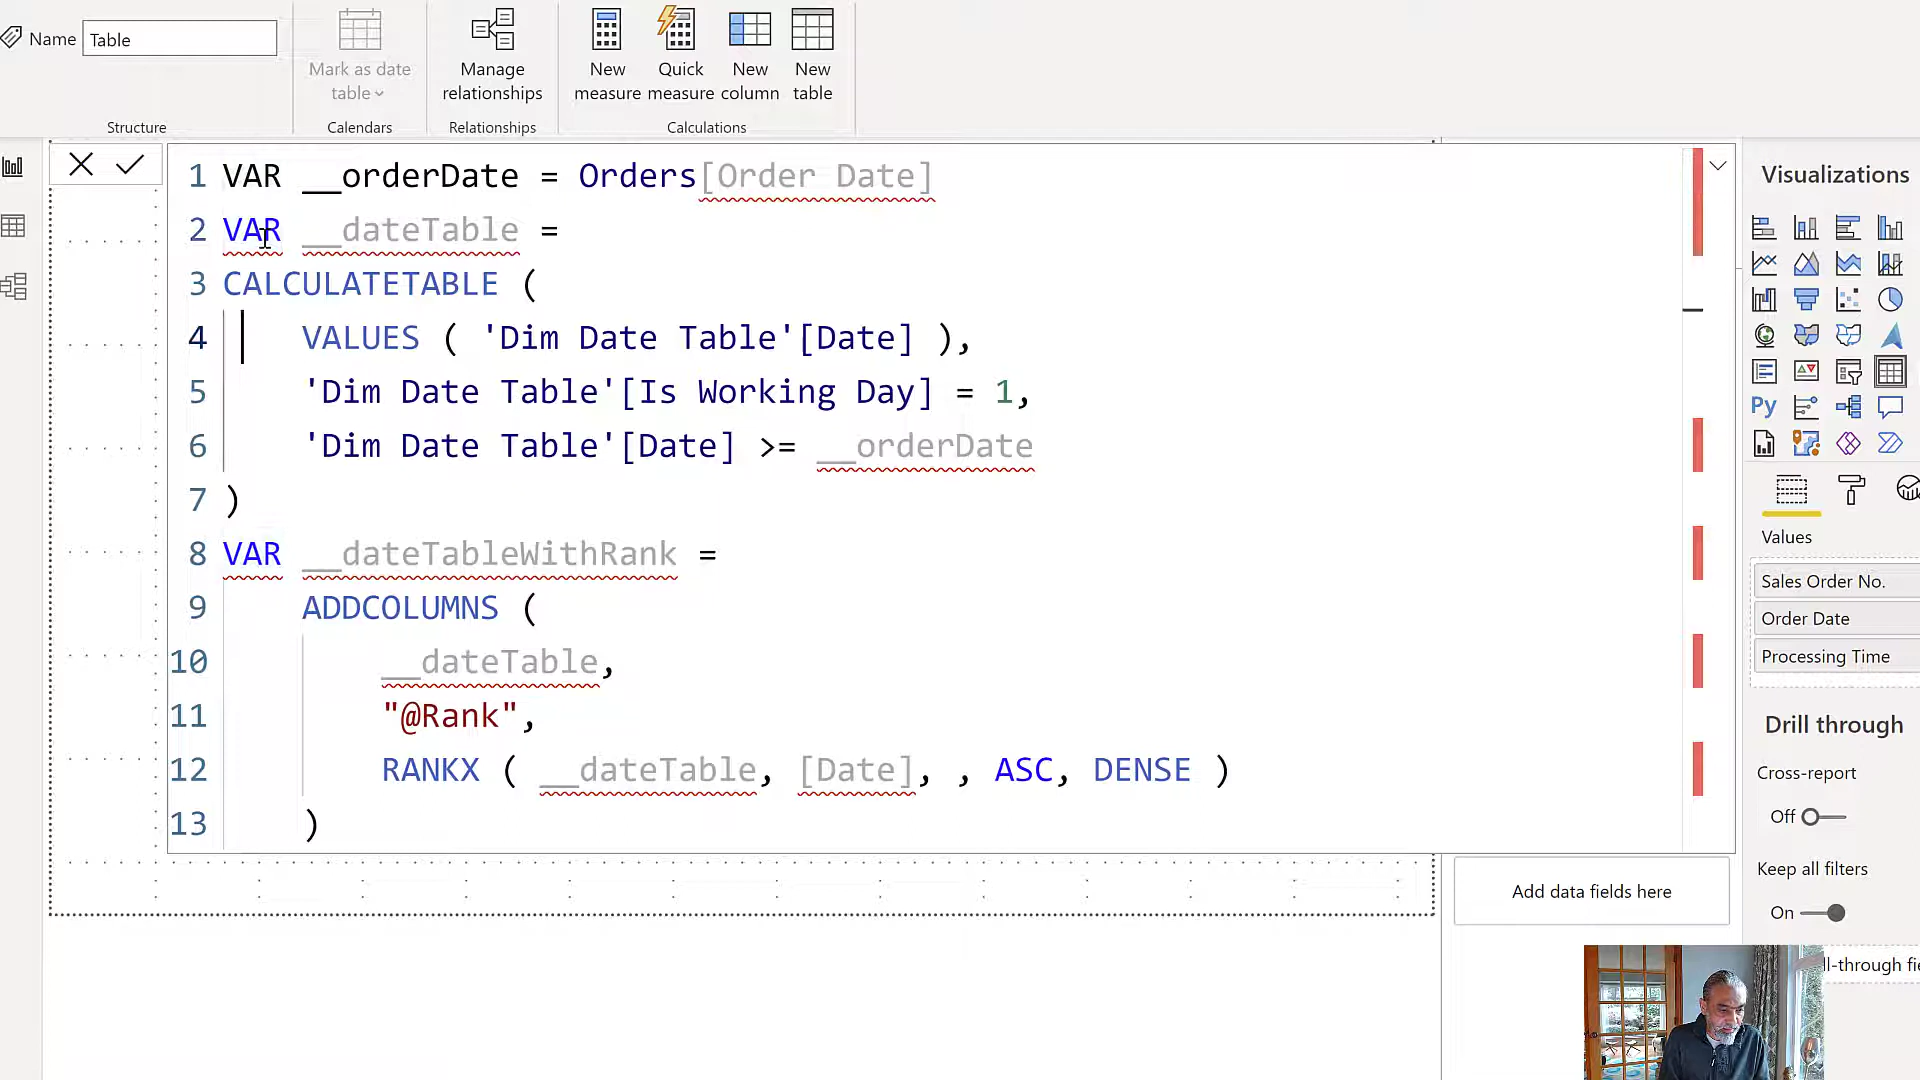 Name Table
Mark as date table
Manage relationships
New measure
Quick measure
New column
New table
Structure
Calendars
Relationships
Calculations
1 VAR __orderDate = Orders[Order Date]
2 VAR __dateTable =
3 CALCULATETABLE (
4 VALUES ( 'Dim Date Table'[Date] ),
5 'Dim Date Table'[Is Working Day] = 1,
6 'Dim Date Table'[Date] >= __orderDate
7 )
8 VAR __dateTableWithRank =
9 ADDCOLUMNS (
10 __dateTable,
11 "@Rank",
12 RANKX ( __dateTable, [Date], , ASC, DENSE )
13 )
Visualizations
Py
Values
Sales Order No.
Order Date
Processing Time
Drill through
Cross-report
Off
Keep all filters
On
Add data fields here
ll-through fie